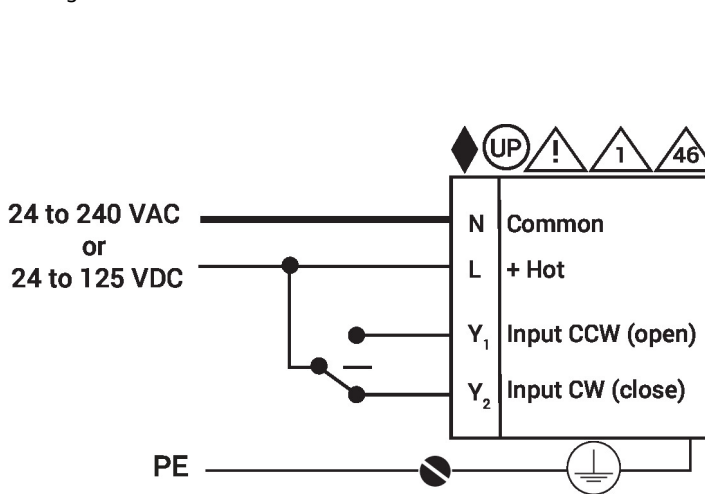 UP ! 1 46
24 to 240 VAC
or
24 to 125 VDC
N Common
L + Hot
Y1 Input CCW (open)
Y2 Input CW (close)
PE